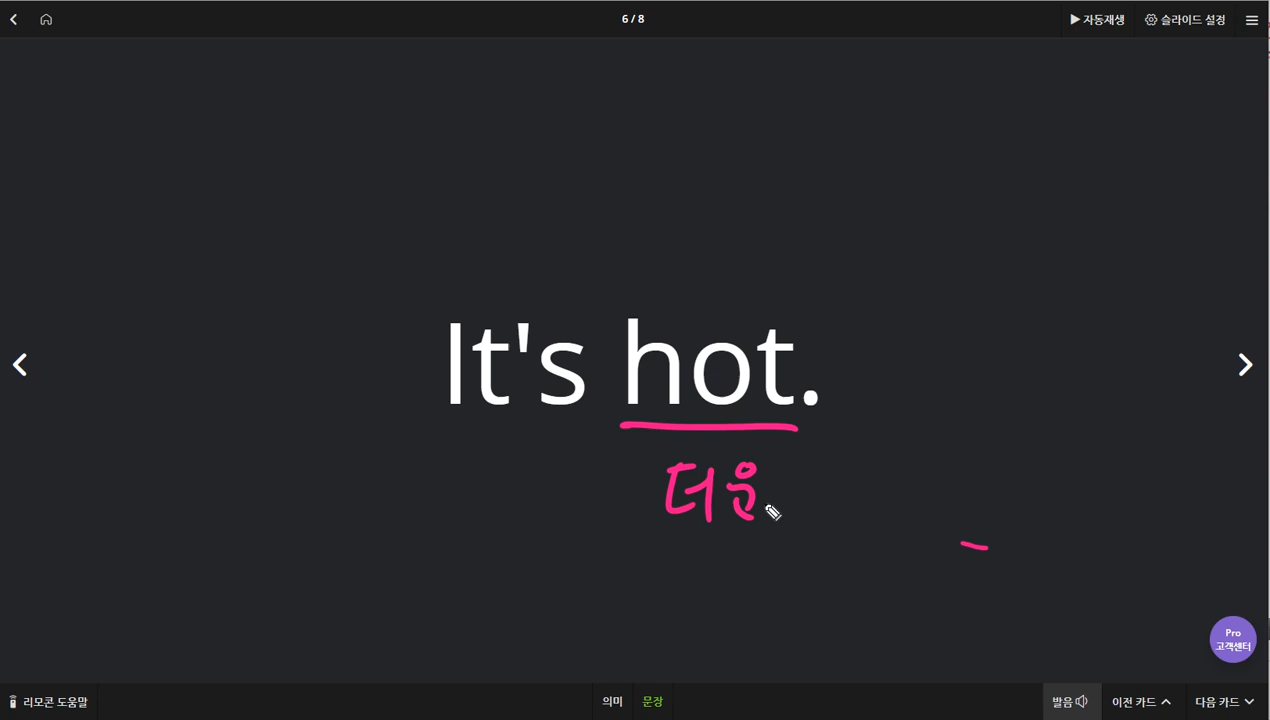 6 / 8
자동재생
슬라이드 설정
It's hot.
더운
Pro
고객센터
리모콘 도움말
의미
문장
발음
이전 카드
다음 카드